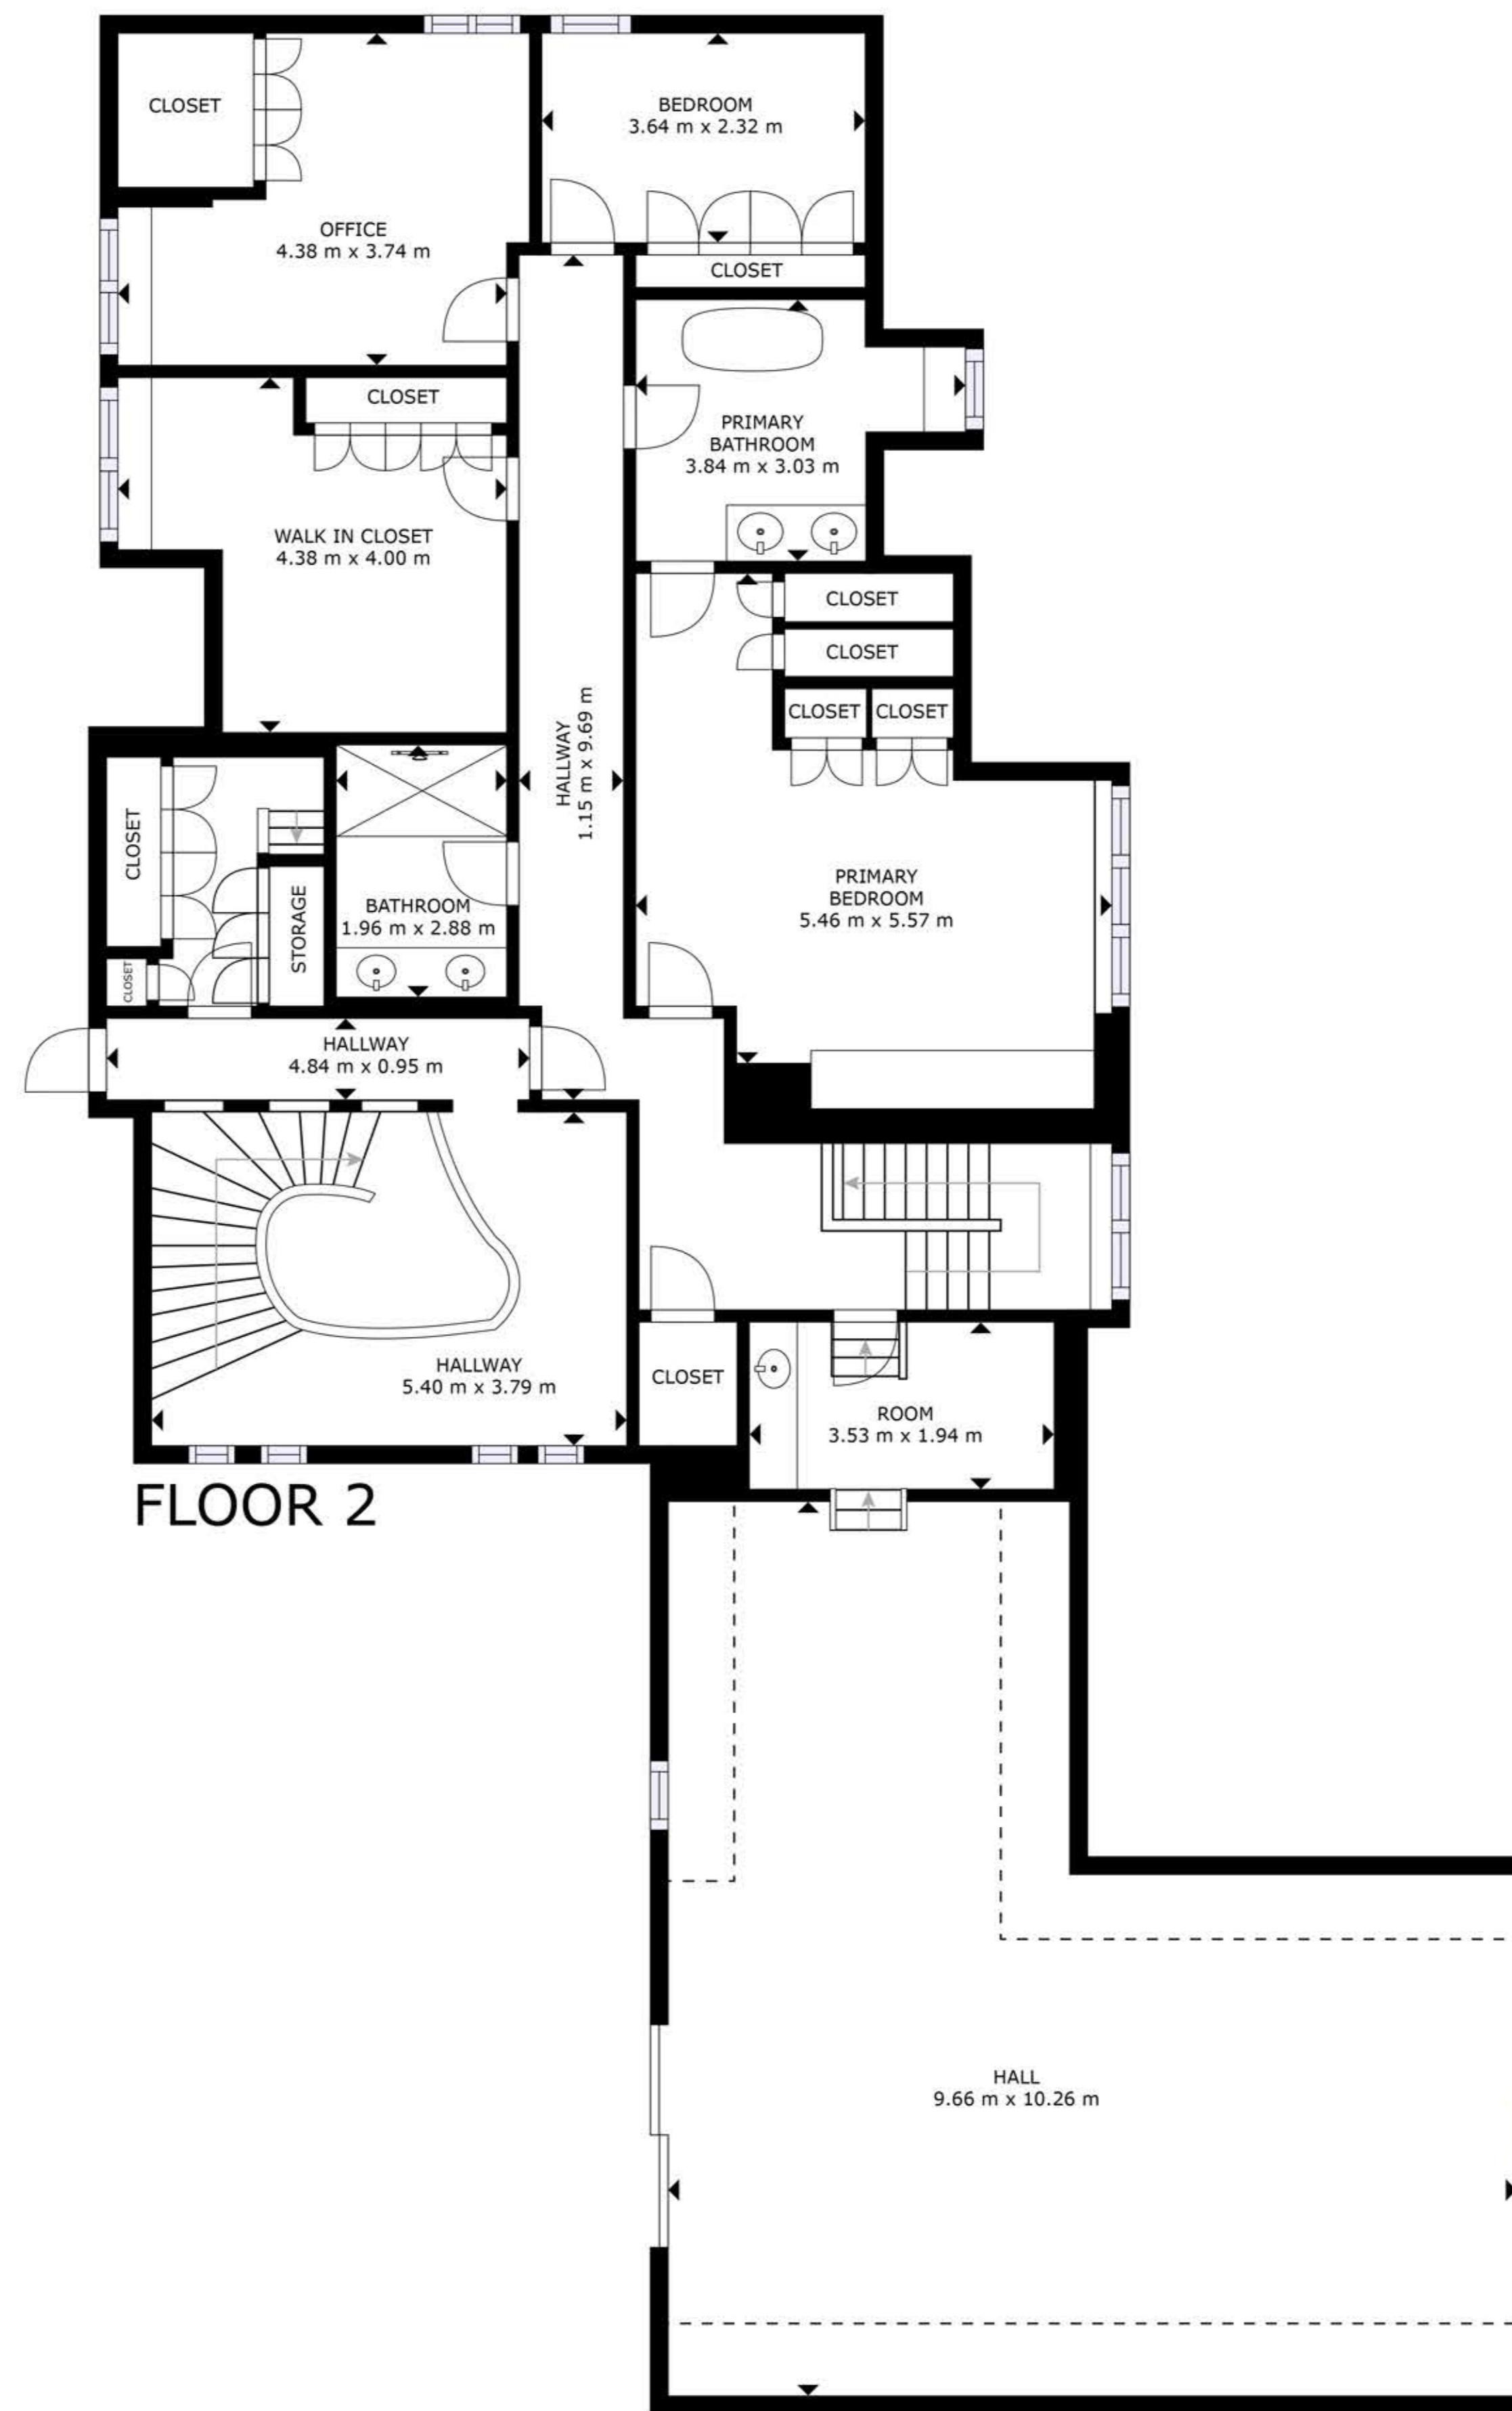 CLOSET
BEDROOM
3.64 m x 2.32 m
OFFICE
4.38 m x 3.74 m
CLOSET
CLOSET
PRIMARY
BATHROOM
3.84 m x 3.03 m
WALK IN CLOSET
4.38 m x 4.00 m
CLOSET
CLOSET
CLOSET
CLOSET
HALLWAY
1.15 m x 9.69 m
CLOSET
STORAGE
CLOSET
BATHROOM
1.96 m x 2.88 m
PRIMARY
BEDROOM
5.46 m x 5.57 m
HALLWAY
4.84 m x 0.95 m
HALLWAY
5.40 m x 3.79 m
CLOSET
ROOM
3.53 m x 1.94 m
FLOOR 2
HALL
9.66 m x 10.26 m